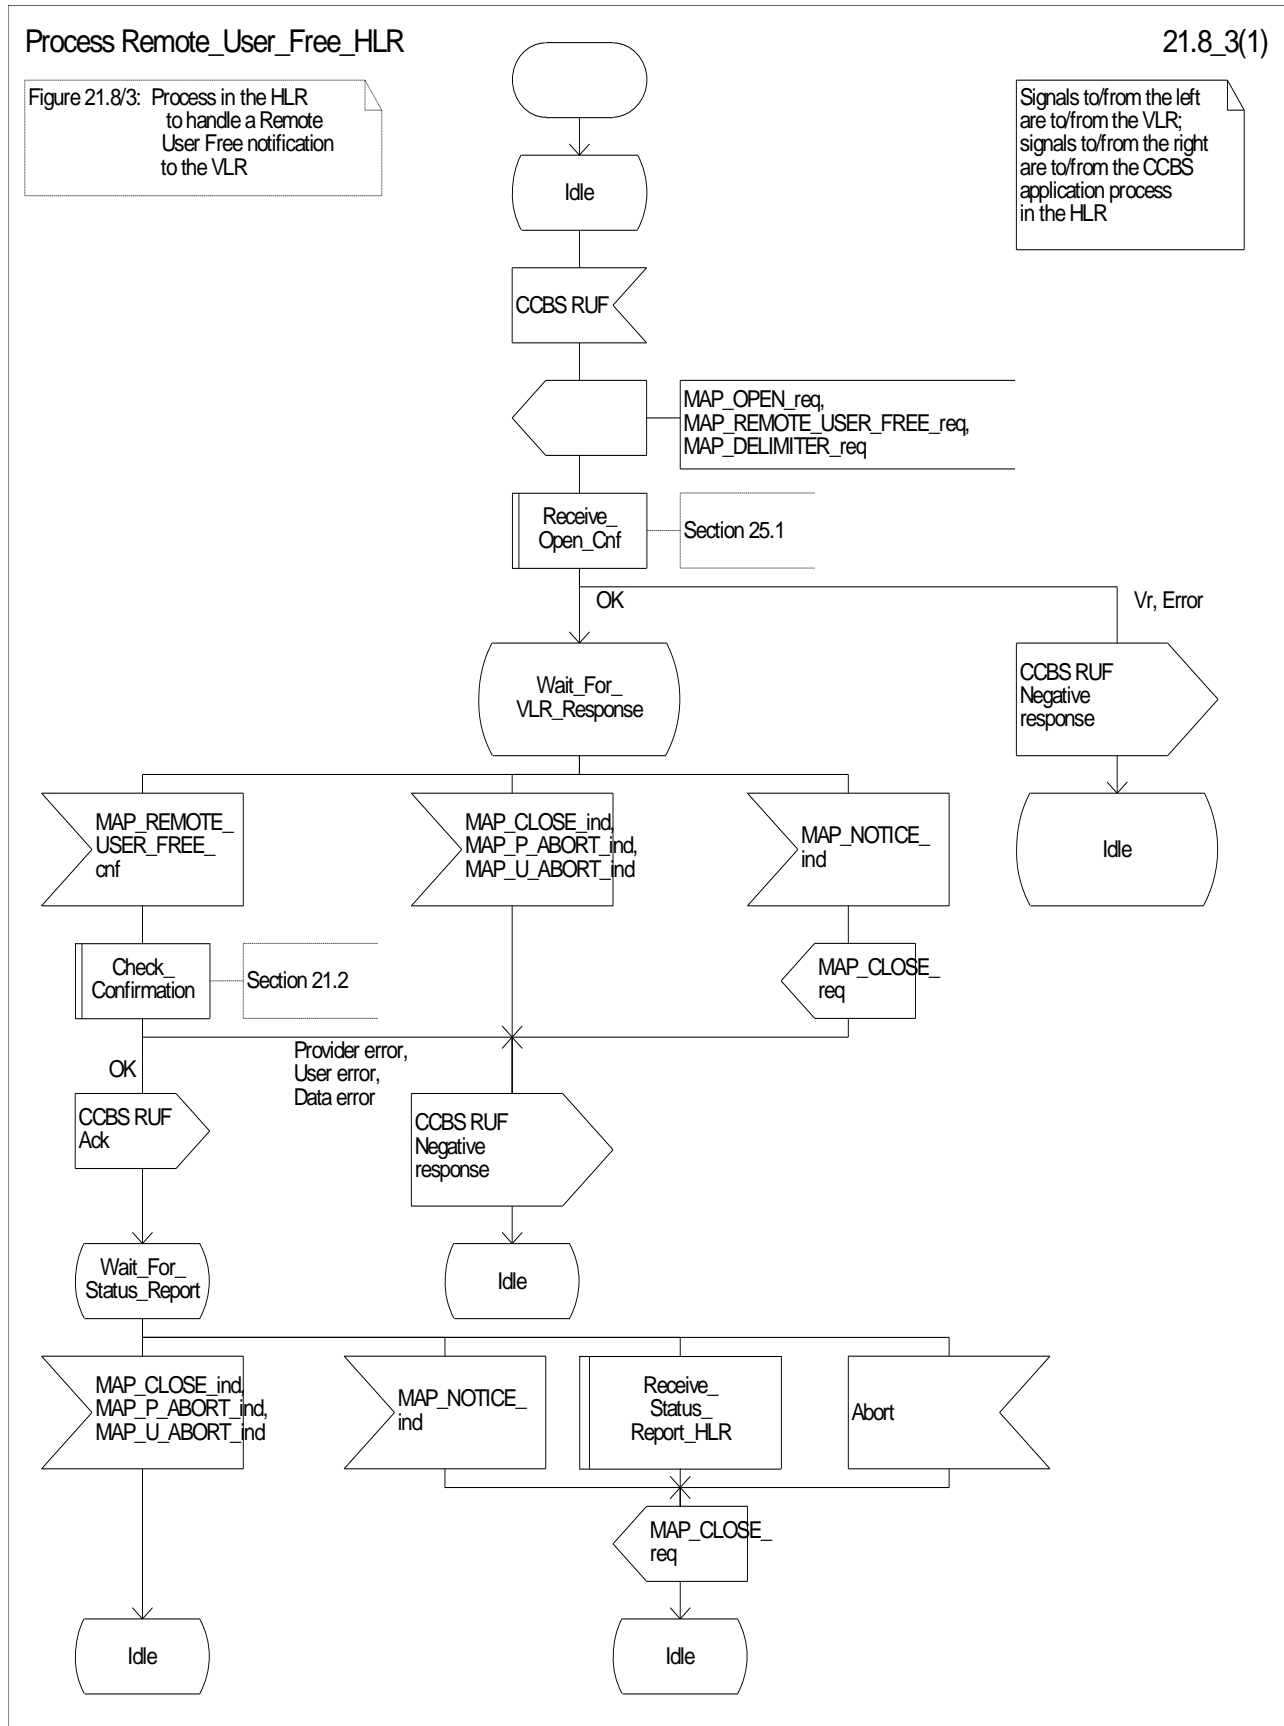 Process Remote_User_Free_HLR
21.8_3(1)
Figure 21.8/3: Process in the HLR
to handle a Remote
User Free notification
to the VLR
Signals to/from the left
are to/from the VLR;
signals to/from the right
are to/from the CCBS
application process
in the HLR
Idle
CCBS RUF
MAP_OPEN_req,
MAP_REMOTE_USER_FREE_req,
MAP_DELIMITER_req
Receive_
Open_Cnf
Section 25.1
OK
Vr, Error
Wait_For_
VLR_Response
CCBS RUF
Negative
response
MAP_REMOTE_
USER_FREE_
cnf
MAP_CLOSE_ind,
MAP_P_ABORT_ind,
MAP_U_ABORT_ind
MAP_NOTICE_
ind
Idle
Check_
Confirmation
Section 21.2
MAP_CLOSE_
req
OK
Provider error,
User error,
Data error
CCBS RUF
Ack
CCBS RUF
Negative
response
Wait_For_
Status_Report
Idle
MAP_CLOSE_ind,
MAP_P_ABORT_ind,
MAP_U_ABORT_ind
MAP_NOTICE_
ind
Receive_
Status_
Report_HLR
Abort
MAP_CLOSE_
req
Idle
Idle